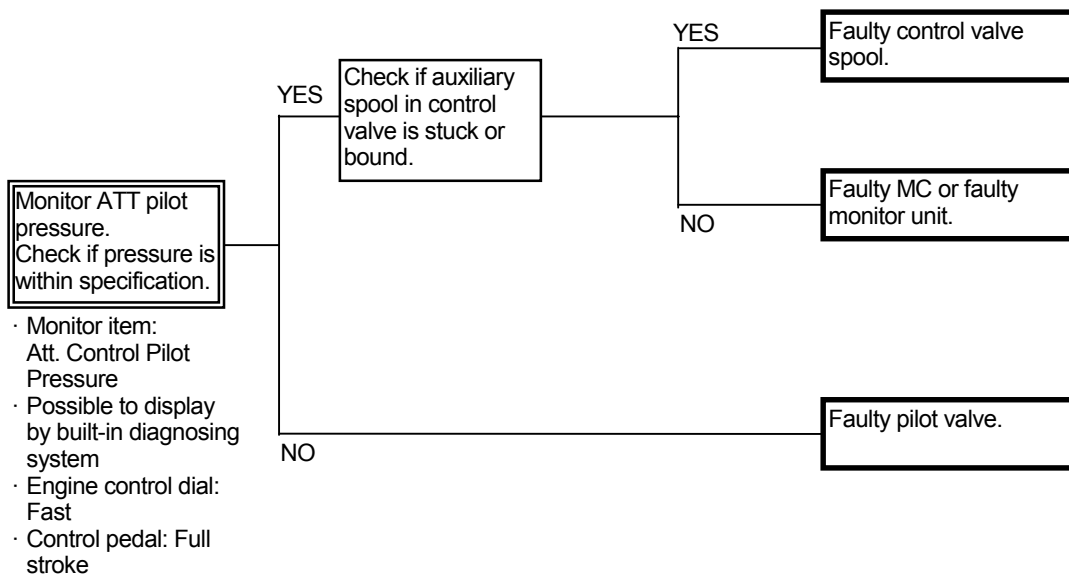 YES
Faulty control valve
spool.
YES
Check if auxiliary
spool in control
valve is stuck or
bound.
Monitor ATT pilot
pressure.
Check if pressure is
within specification.
Faulty MC or faulty
monitor unit.
NO
· Monitor item:
Att. Control Pilot
Pressure
· Possible to display
by built-in diagnosing
system
· Engine control dial:
Fast
· Control pedal: Full
stroke
NO
Faulty pilot valve.